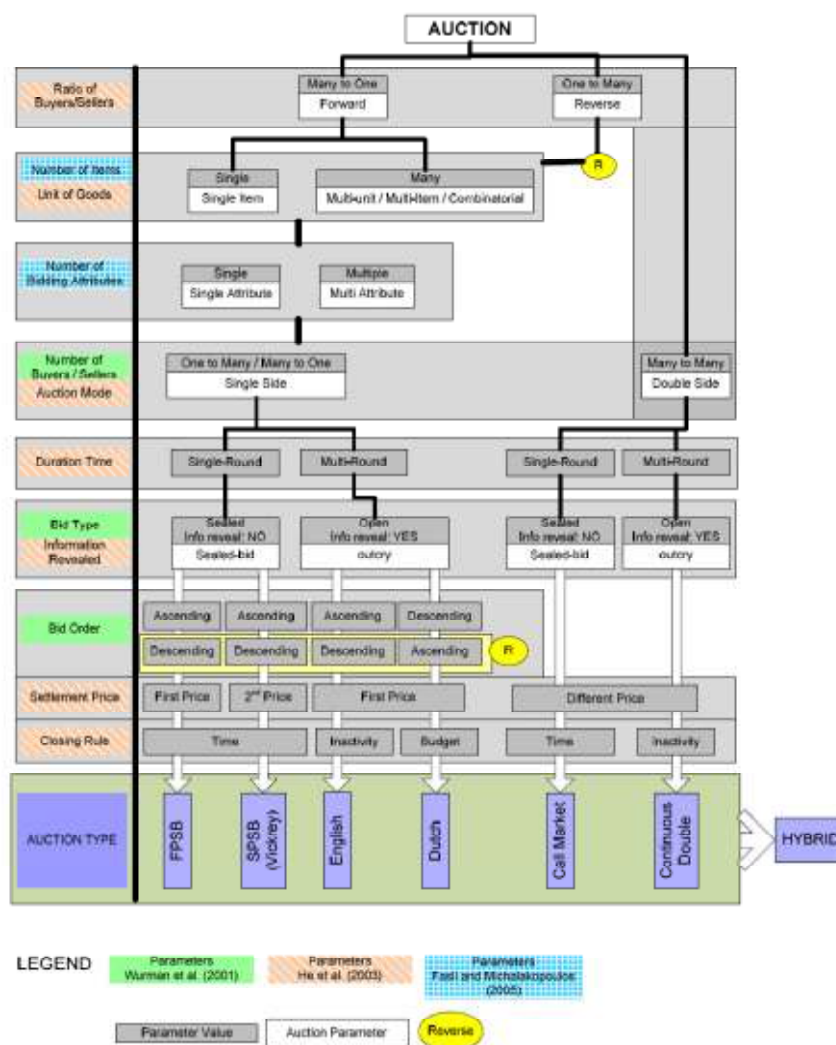 AUCTION
Ratio of
Buyers/Sellers
Many to One
Forward
One to Many
Reverse
Number of Items
Unit of Goods
Single
Single Item
Many
Multi-unit / Multi-Item / Combinatorial
R
Number of
Bidding Attributes
Single
Single Attribute
Multiple
Multi Attribute
Number of
Buyers / Sellers
Auction Mode
One to Many / Many to One
Single Side
Many to Many
Double Side
Duration Time
Single-Round
Multi-Round
Single-Round
Multi-Round
Bid Type
Information
Revealed
Sealed
Info reveal: NO
Sealed-bid
Open
Info reveal: YES
outcry
Sealed
Info reveal: NO
Sealed-bid
Open
Info reveal: YES
outcry
Bid Order
Ascending
Ascending
Ascending
Descending
Descending
Descending
Descending
Ascending
R
Settlement Price
First Price
2nd Price
First Price
Different Price
Closing Rule
Time
Inactivity
Budget
Time
Inactivity
AUCTION TYPE
FPSB
SPSB
(Vickrey)
English
Dutch
Call Market
Continuous
Double
HYBRID
LEGEND
Parameters
Wurman et al. (2001)
Parameters
He et al. (2003)
Parameters
Fasli and Michalakopoulos
(2005)
Parameter Value
Auction Parameter
Reverse